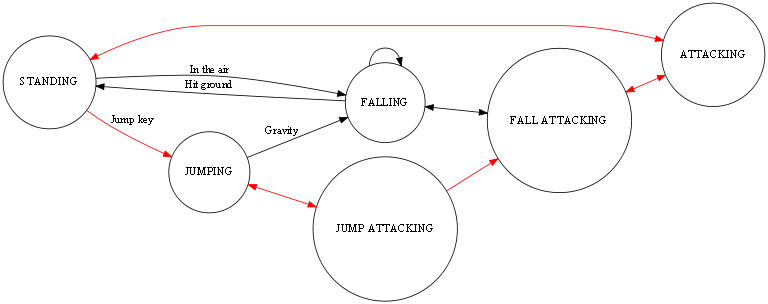 STANDING
In the air
Hit ground
Jump key
JUMPING
Gravity
FALLING
JUMP ATTACKING
FALL ATTACKING
ATTACKING